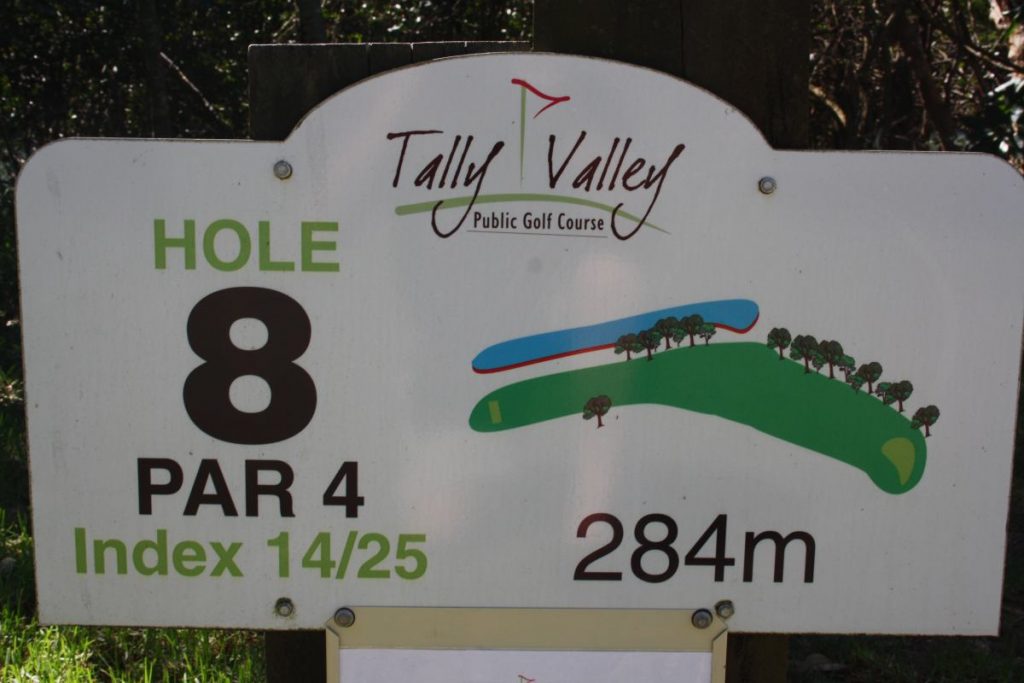 Tally Valley
Public Golf Course
HOLE
8
PAR 4
Index 14/25
284m